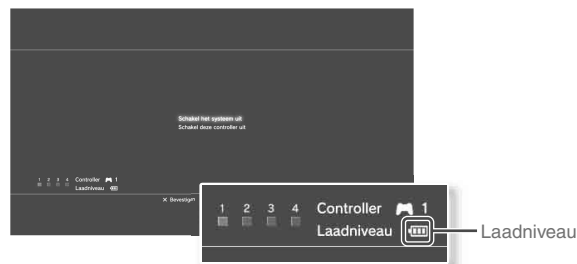 Schakel het systeem uit
Schakel deze controller uit
1 2 3 4 Controller 1
Laadniveau
1 2 3 4 Controller 1
Laadniveau
Laadniveau